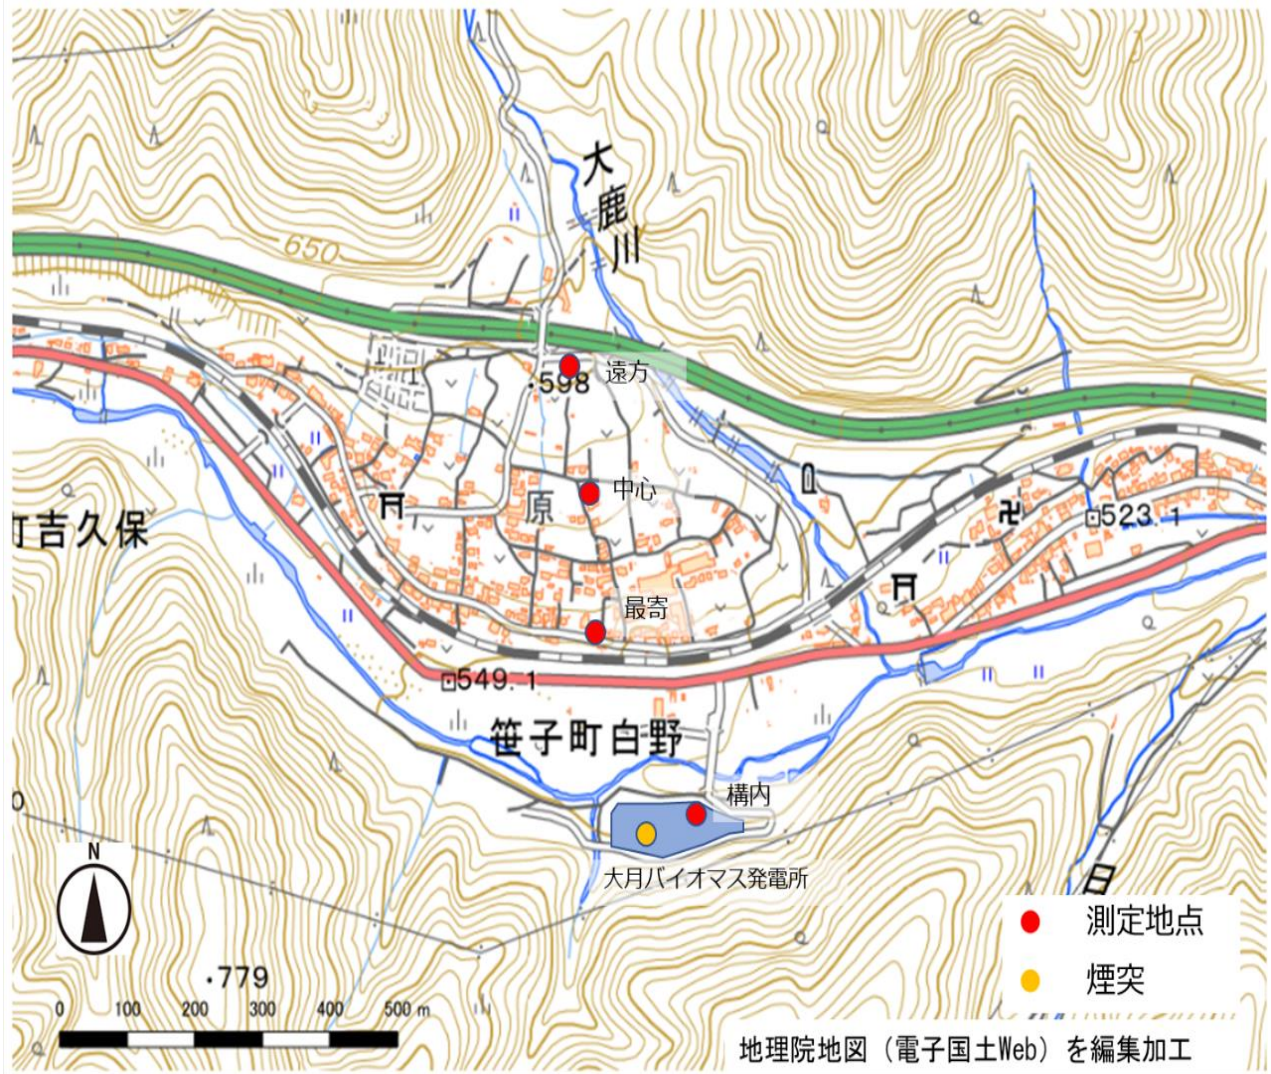 大鹿川
650
遠方
598
中心
原
523.1
町吉久保
最寄
549.1
笹子町白野
構内
大月バイオマス発電所
N
779
0 100 200 300 400 500 m
測定地点
煙突
地理院地図(電子国土Web)を編集加工